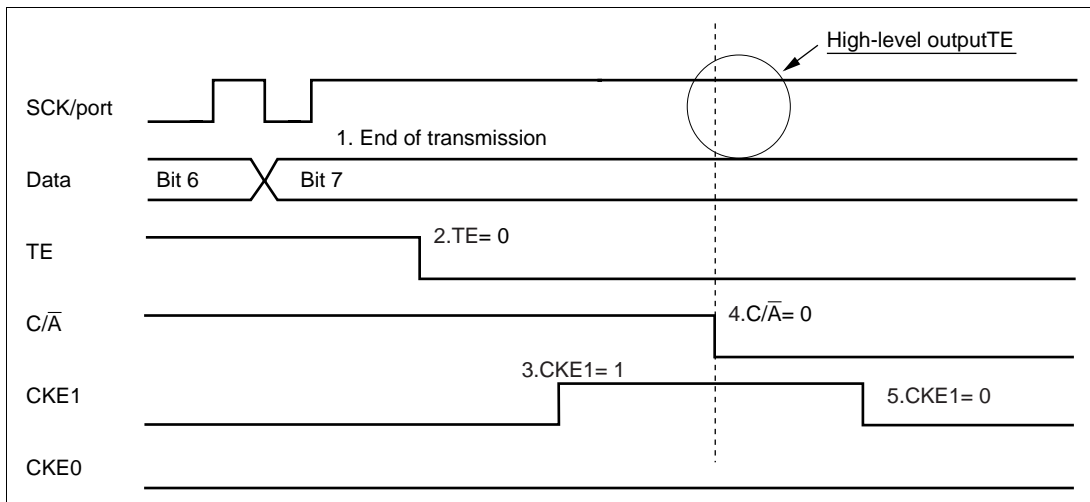 High-level outputTE
SCK/port
1. End of transmission
Data
Bit 6
Bit 7
TE
2.TE= 0
C/A̅
4.C/A̅= 0
3.CKE1= 1
CKE1
5.CKE1= 0
CKE0